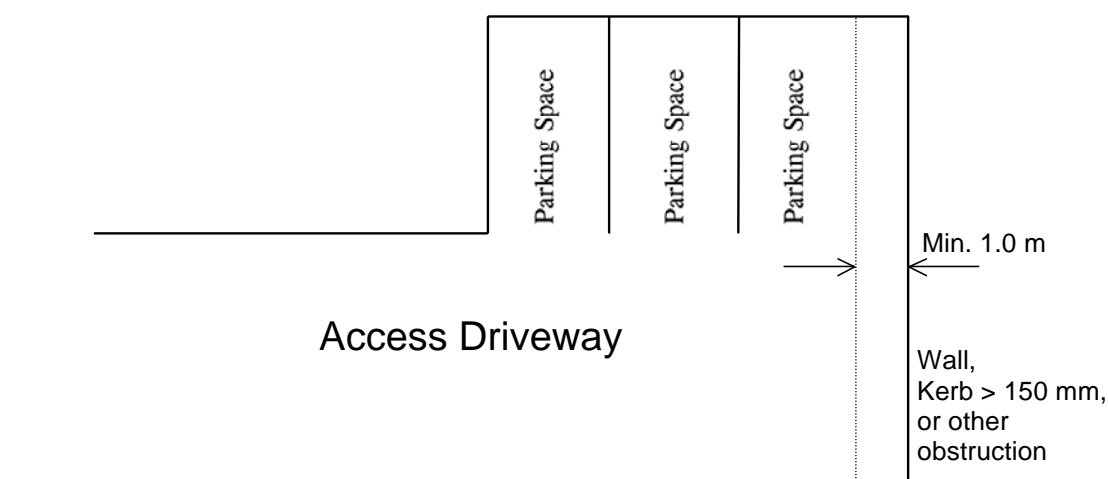 Parking Space
Parking Space
Parking Space
Min. 1.0 m
Access Driveway
Wall,
Kerb > 150 mm,
or other
obstruction